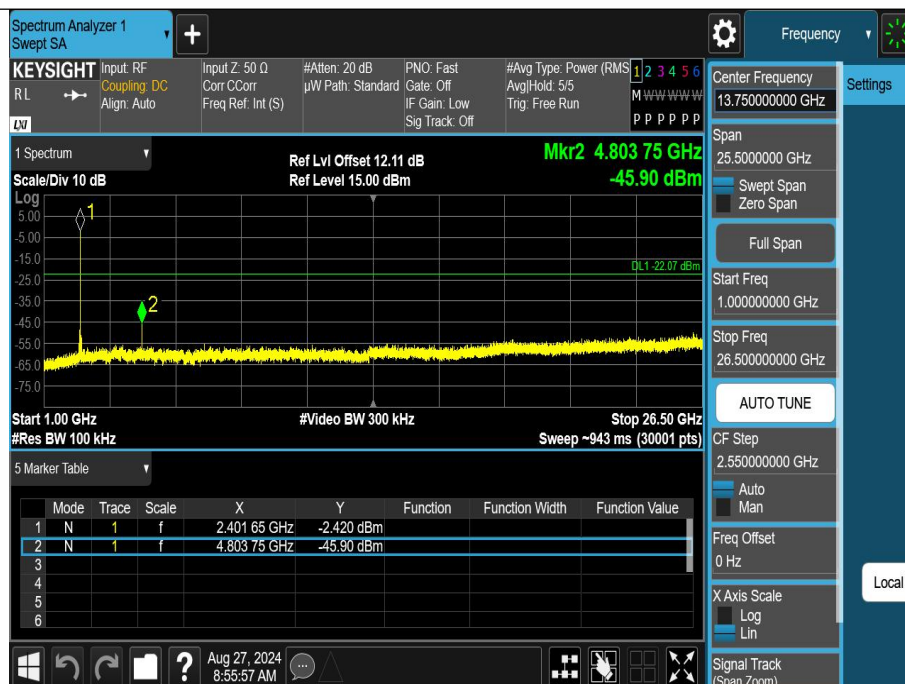 Spectrum Analyzer 1
Swept SA
+
Frequency
KEYSIGHT
RL
LXI
Input: RF
Coupling: DC
Align: Auto
Input Z: 50 Ω
Corr CCorr
Freq Ref: Int (S)
#Atten: 20 dB
µW Path: Standard
PNO: Fast
Gate: Off
IF Gain: Low
Sig Track: Off
#Avg Type: Power (RMS
Avg|Hold: 5/5
Trig: Free Run
1 2 3 4 5 6
M W W W W W
P P P P P P
1 Spectrum
Scale/Div 10 dB
Ref Lvl Offset 12.11 dB
Ref Level 15.00 dBm
Mkr2 4.803 75 GHz
-45.90 dBm
Log
5.00
-5.00
-15.0
-25.0
-35.0
-45.0
-55.0
-65.0
-75.0
1
2
DL1 -22.07 dBm
Start 1.00 GHz
#Video BW 300 kHz
Stop 26.50 GHz
#Res BW 100 kHz
Sweep ~943 ms (30001 pts)
5 Marker Table
Mode Trace Scale X Y Function Function Width Function Value
1 N 1 f 2.401 65 GHz -2.420 dBm
2 N 1 f 4.803 75 GHz -45.90 dBm
3
4
5
6
?
Aug 27, 2024
8:55:57 AM
Center Frequency
13.750000000 GHz
Settings
Span
25.5000000 GHz
Swept Span
Zero Span
Full Span
Start Freq
1.000000000 GHz
Stop Freq
26.500000000 GHz
AUTO TUNE
CF Step
2.550000000 GHz
Auto
Man
Freq Offset
0 Hz
Local
X Axis Scale
Log
Lin
Signal Track
(Span Zoom)